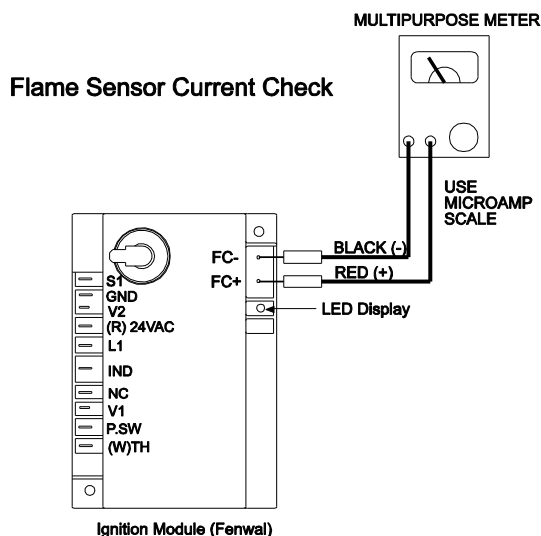 MULTIPURPOSE METER
Flame Sensor Current Check
USE
MICROAMP
SCALE
FC-
BLACK (-)
FC+
RED (+)
LED Display
S1
GND
V2
(R) 24VAC
L1
IND
NC
V1
P.SW
(W)TH
Ignition Module (Fenwal)